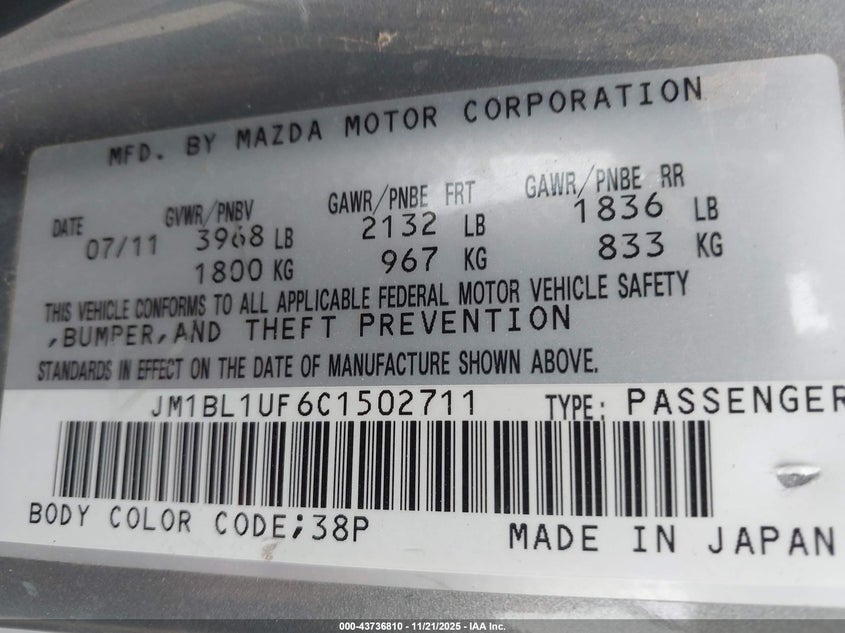 MFD. BY MAZDA MOTOR CORPORATION
DATE GVWR/PNBV GAWR/PNBE FRT GAWR/PNBE RR
07/11 3968 LB 2132 LB 1836 LB
1800 KG 967 KG 833 KG
THIS VEHICLE CONFORMS TO ALL APPLICABLE FEDERAL MOTOR VEHICLE SAFETY
,BUMPER,AND THEFT PREVENTION
STANDARDS IN EFFECT ON THE DATE OF MANUFACTURE SHOWN ABOVE.
JM1BL1UF6C1502711 TYPE: PASSENGER
BODY COLOR CODE;38P MADE IN JAPAN
000-43736810 - 11/21/2025 - IAA Inc.